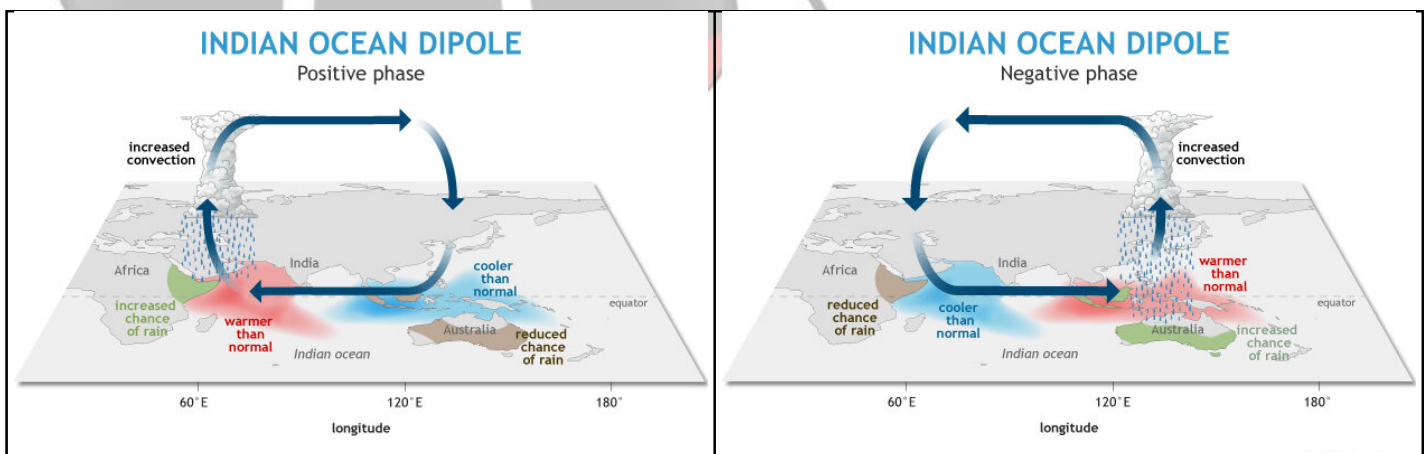 INDIAN OCEAN DIPOLE
Positive phase
increased
convection
Africa
India
cooler
than
normal
increased
chance
of rain
equator
warmer
than
normal
Australia
reduced
chance
of rain
Indian ocean
60°E
120°E
180°
longitude
INDIAN OCEAN DIPOLE
Negative phase
increased
convection
Africa
India
warmer
than
normal
reduced
chance
of rain
cooler
than
normal
equator
Australia
increased
chance
of rain
Indian ocean
60°E
120°E
180°
longitude